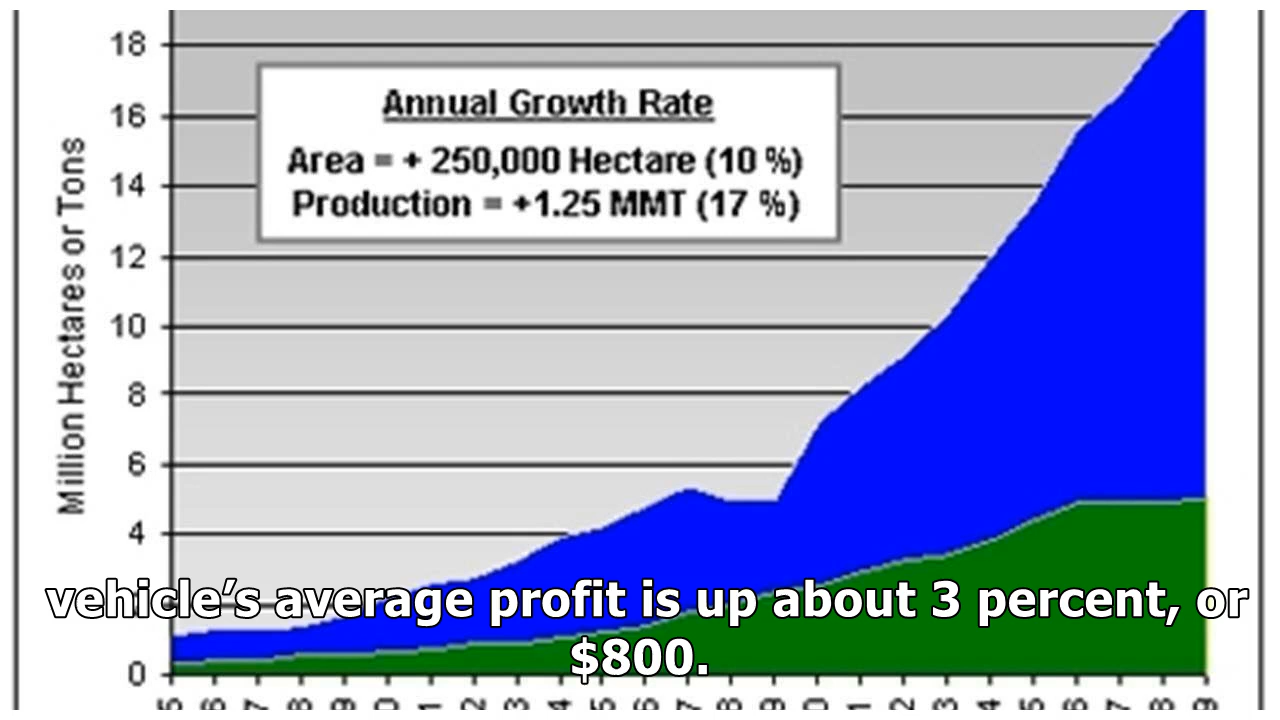 18
Annual Growth Rate
16
Area = + 250,000 Hectare (10 %)
14
Production = +1.25 MMT (17 %)
12
10
8
6
4
0
Million Hectares or Tons
vehicle’s average profit is up about 3 percent, or
$800.